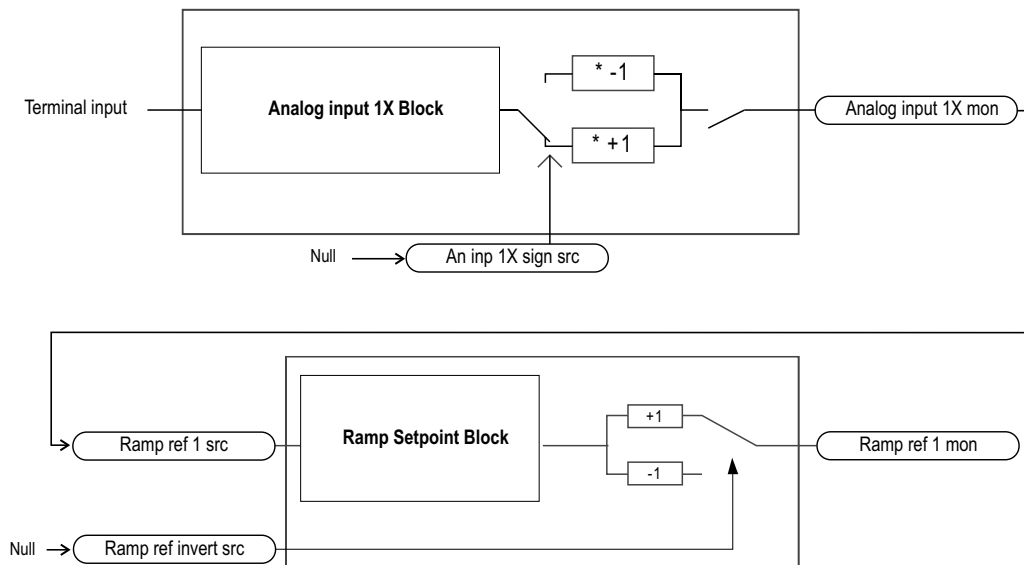 * -1
Terminal input
Analog input 1X Block
Analog input 1X mon
* +1
Null
An inp 1X sign src
+1
Ramp ref 1 src
Ramp Setpoint Block
Ramp ref 1 mon
-1
Null
Ramp ref invert src